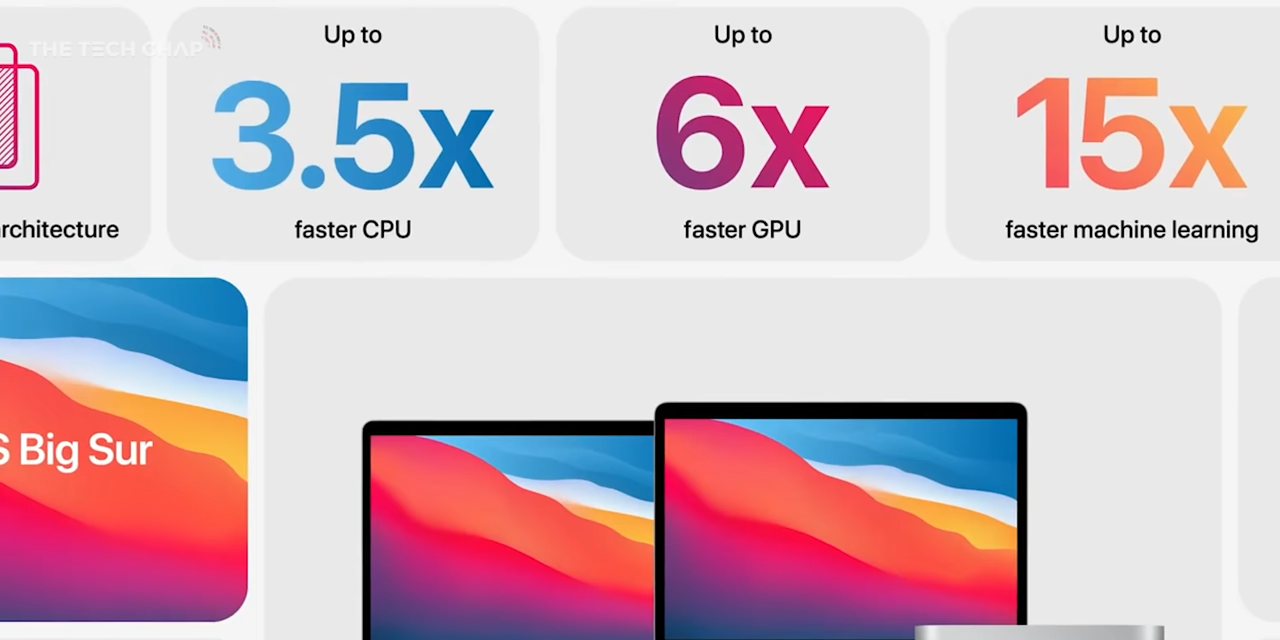 THE TECH CHAP
Up to
3.5x
faster CPU
Up to
6x
faster GPU
Up to
15x
faster machine learning
rchitecture
S Big Sur